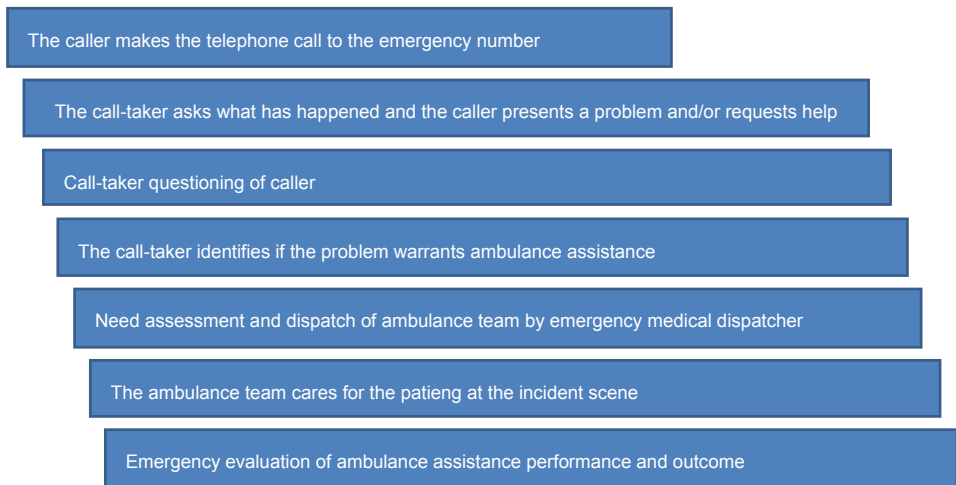 The caller makes the telephone call to the emergency number
The call-taker asks what has happened and the caller presents a problem and/or requests help
Call-taker questioning of caller
The call-taker identifies if the problem warrants ambulance assistance
Need assessment and dispatch of ambulance team by emergency medical dispatcher
The ambulance team cares for the patieng at the incident scene
Emergency evaluation of ambulance assistance performance and outcome